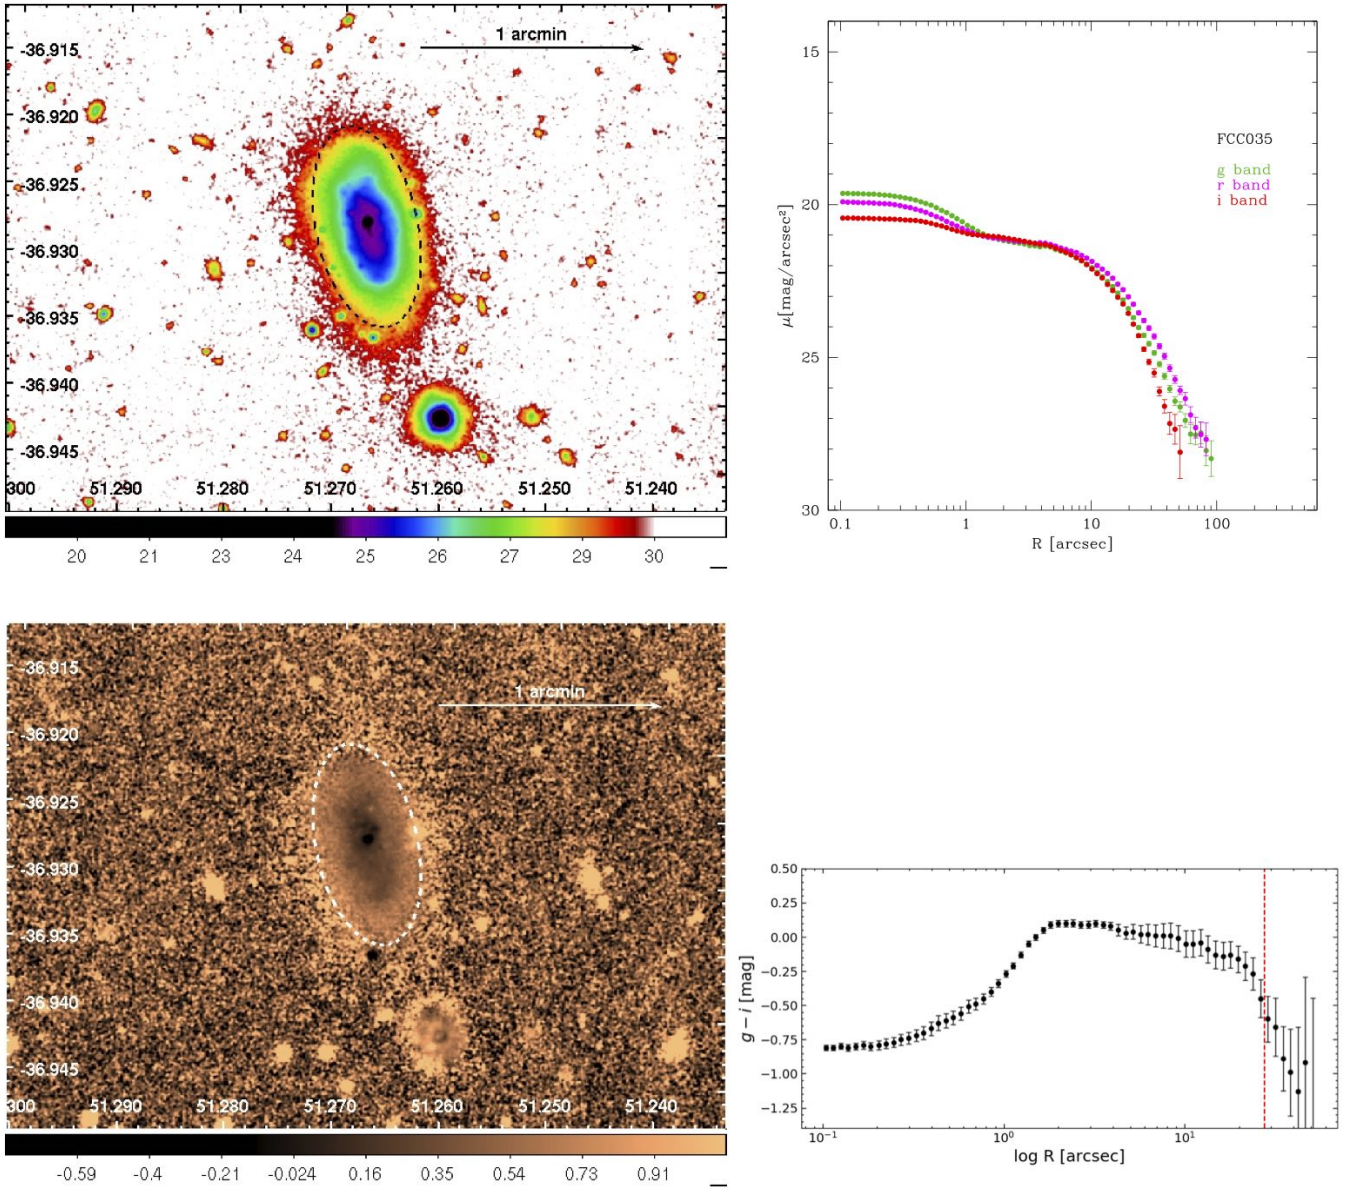 1 arcmin
-36.915
-36.920
-36.925
-36.930
-36.935
-36.940
-36.945
300 51.290 51.280 51.270 51.260 51.250 51.240
20 21 23 24 25 26 27 29 30
15
20
25
30
μ[mag/arcsec²]
FCC035
g band
r band
i band
0.1 1 10 100
R [arcsec]
1 arcmin
-36.915
-36.920
-36.925
-36.930
-36.935
-36.940
-36.945
300 51.290 51.280 51.270 51.260 51.250 51.240
-0.59 -0.4 -0.21 -0.024 0.16 0.35 0.54 0.73 0.91
0.50
0.25
0.00
−0.25
−0.50
−0.75
−1.00
−1.25
g − i [mag]
10⁻¹ 10⁰ 10¹
log R [arcsec]